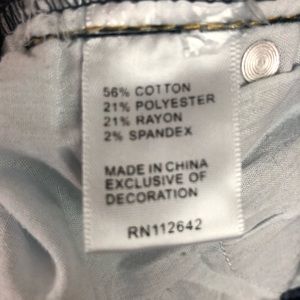 56% COTTON
21% POLYESTER
21% RAYON
2% SPANDEX
MADE IN CHINA
EXCLUSIVE OF
DECORATION
RN112642